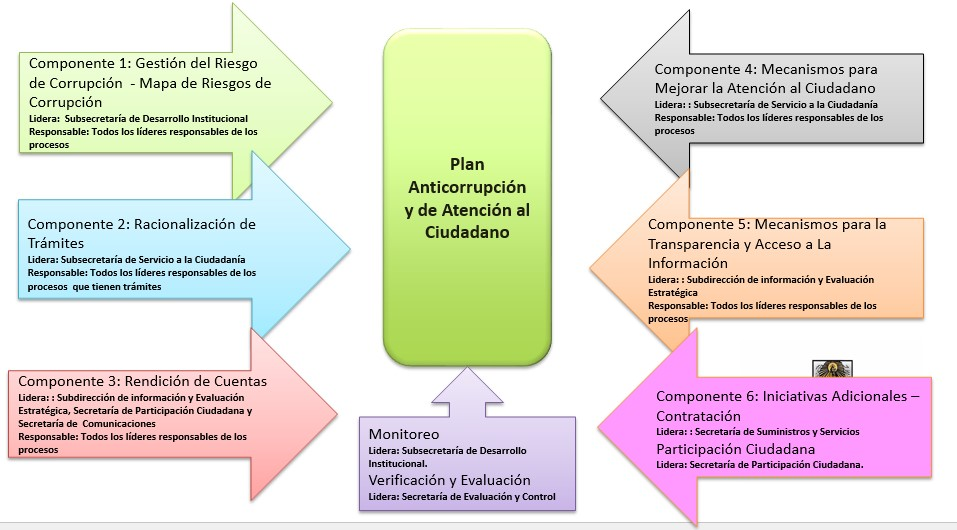 Componente 1: Gestión del Riesgo
de Corrupción  - Mapa de Riesgos de
Corrupción
Lidera:  Subsecretaría de Desarrollo Institucional
Responsable: Todos los líderes responsables de los
procesos
Componente 2: Racionalización de
Trámites
Lidera: Subsecretaría de Servicio a la Ciudadanía
Responsable: Todos los líderes responsables de los
procesos  que tienen trámites
Componente 3: Rendición de Cuentas
Lidera: : Subdirección de información y Evaluación
Estratégica, Secretaría de Participación Ciudadana y
Secretaría de  Comunicaciones
Responsable: Todos los líderes responsables de los
procesos
Plan
Anticorrupción
y de Atención al
Ciudadano
Monitoreo
Lidera: Subsecretaría de Desarrollo
Institucional.
Verificación y Evaluación
Lidera: Secretaría de Evaluación y Control
Componente 4: Mecanismos para
Mejorar la Atención al Ciudadano
Lidera: : Subsecretaría de Servicio a la Ciudadanía
Responsable: Todos los líderes responsables de los
procesos
Componente 5: Mecanismos para la
Transparencia y Acceso a La
Información
Lidera: : Subdirección de información y Evaluación
Estratégica
Responsable: Todos los líderes responsables de los
procesos
Componente 6: Iniciativas Adicionales –
Contratación
Lidera: : Secretaría de Suministros y Servicios
Participación Ciudadana
Lidera: Secretaría de Participación Ciudadana.